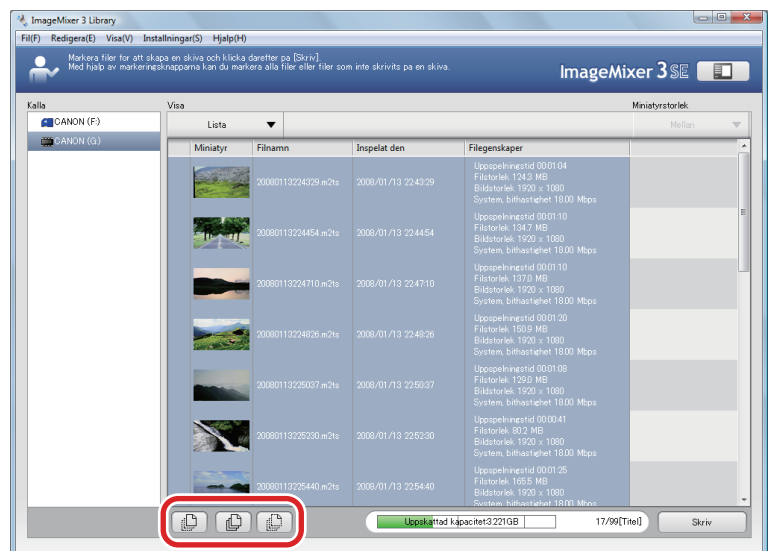 ImageMixer 3 Library
Fil(F) Redigera(E) Visa(V) Installningar(S) Hjalp(H)
Markera filer for att skapa en skiva och klicka darefter pa [Skriv].
Med hjalp av markeringsknapparna kan du markera alla filer eller filer som inte skrivits pa en skiva.
ImageMixer 3 SE
Kalla
Visa
Miniatyrstorlek
CANON (F:)
Lista
Mellan
CANON (G:)
Miniatyr Filnamn Inspelat den Filegenskaper
Uppspelningstid 00:01:04
Filstorlek 124.3 MB
20080113224329.m2ts 2008/01/13 22:43:29
Bildstorlek 1920 x 1080
System, bithastighet 18.00 Mbps
Uppspelningstid 00:01:10
Filstorlek 134.7 MB
20080113224454.m2ts 2008/01/13 22:44:54
Bildstorlek 1920 x 1080
System, bithastighet 18.00 Mbps
Uppspelningstid 00:01:10
Filstorlek 137.0 MB
20080113224710.m2ts 2008/01/13 22:47:10
Bildstorlek 1920 x 1080
System, bithastighet 18.00 Mbps
Uppspelningstid 00:01:20
Filstorlek 150.9 MB
20080113224826.m2ts 2008/01/13 22:48:26
Bildstorlek 1920 x 1080
System, bithastighet 18.00 Mbps
Uppspelningstid 00:01:08
Filstorlek 129.0 MB
20080113225037.m2ts 2008/01/13 22:50:37
Bildstorlek 1920 x 1080
System, bithastighet 18.00 Mbps
Uppspelningstid 00:00:41
Filstorlek 80.2 MB
20080113225230.m2ts 2008/01/13 22:52:30
Bildstorlek 1920 x 1080
System, bithastighet 18.00 Mbps
Uppspelningstid 00:01:25
Filstorlek 165.5 MB
20080113225440.m2ts 2008/01/13 22:54:40
Bildstorlek 1920 x 1080
System, bithastighet 18.00 Mbps
Uppskattad kapacitet:3.221GB 17/99[Titel] Skriv